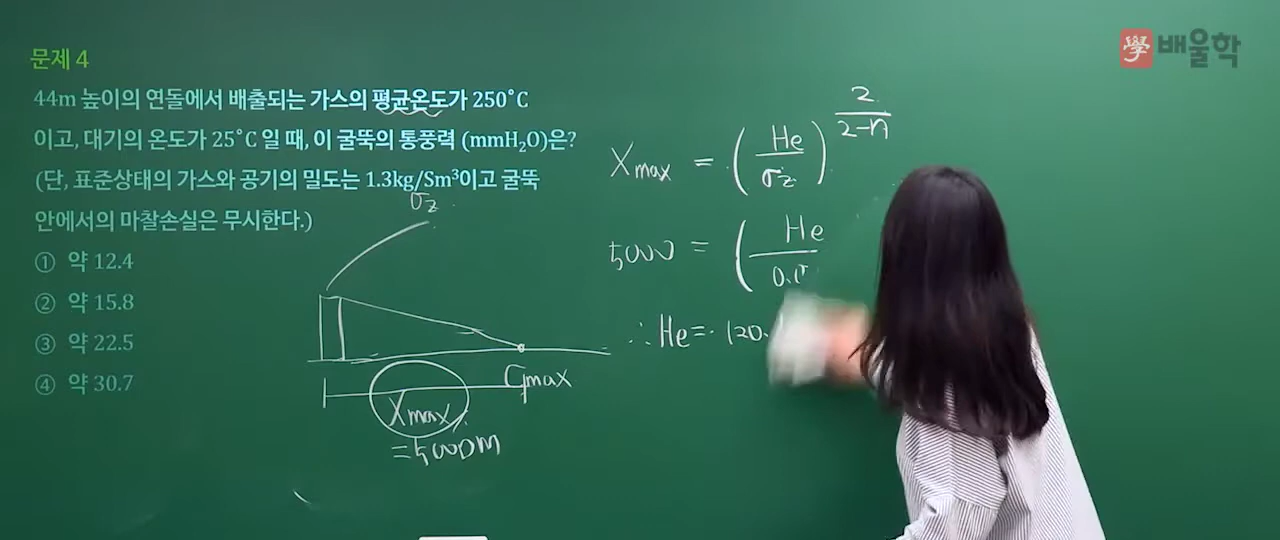 學 배울학
문제 4
44m 높이의 연돌에서 배출되는 가스의 평균온도가 250°C
이고, 대기의 온도가 25°C 일 때, 이 굴뚝의 통풍력 (mmH₂O)은?
(단, 표준상태의 가스와 공기의 밀도는 1.3kg/Sm³이고 굴뚝
안에서의 마찰손실은 무시한다.)
① 약 12.4
② 약 15.8
③ 약 22.5
④ 약 30.7
σz
Cmax
Xmax
=5000m
Xmax = (He/σz)^(2/(2-n))
5000 = (He/0.
∴ He = 120.